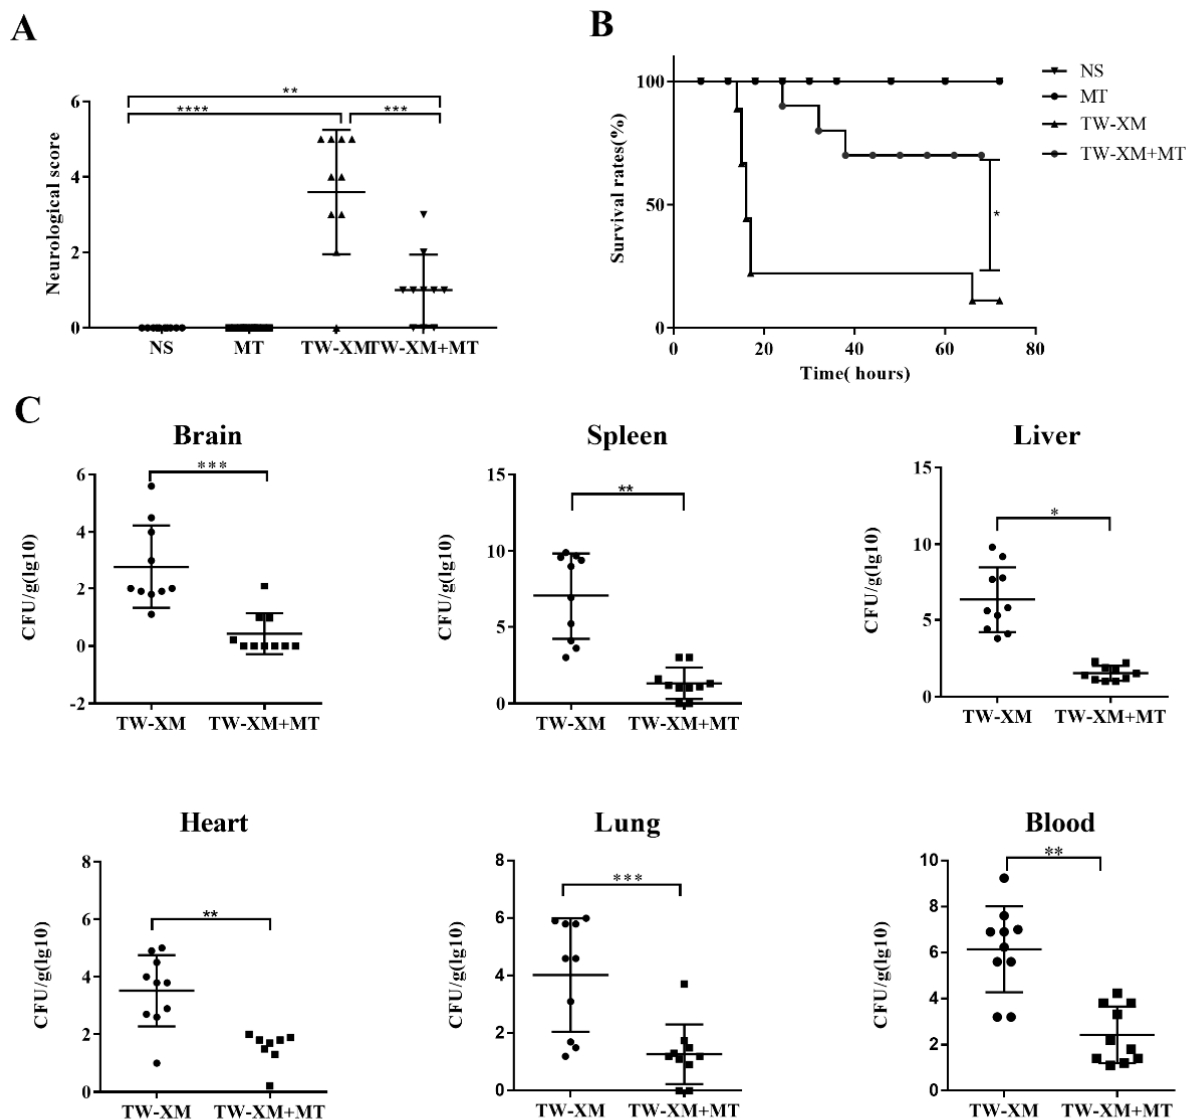 A
**
****
***
6
4
2
0
Neurological score
NS
MT
TW-XM
TW-XM+MT
B
100
50
0
Survival rates(%)
0
20
40
60
80
Time( hours)
*
NS
MT
TW-XM
TW-XM+MT
C
Brain
***
6
4
2
0
-2
CFU/g(lg10)
TW-XM
TW-XM+MT
Spleen
**
15
10
5
0
CFU/g(lg10)
TW-XM
TW-XM+MT
Liver
*
15
10
5
0
CFU/g(lg10)
TW-XM
TW-XM+MT
Heart
**
8
6
4
2
0
CFU/g(lg10)
TW-XM
TW-XM+MT
Lung
***
8
6
4
2
0
CFU/g(lg10)
TW-XM
TW-XM+MT
Blood
**
10
8
6
4
2
0
CFU/g(lg10)
TW-XM
TW-XM+MT